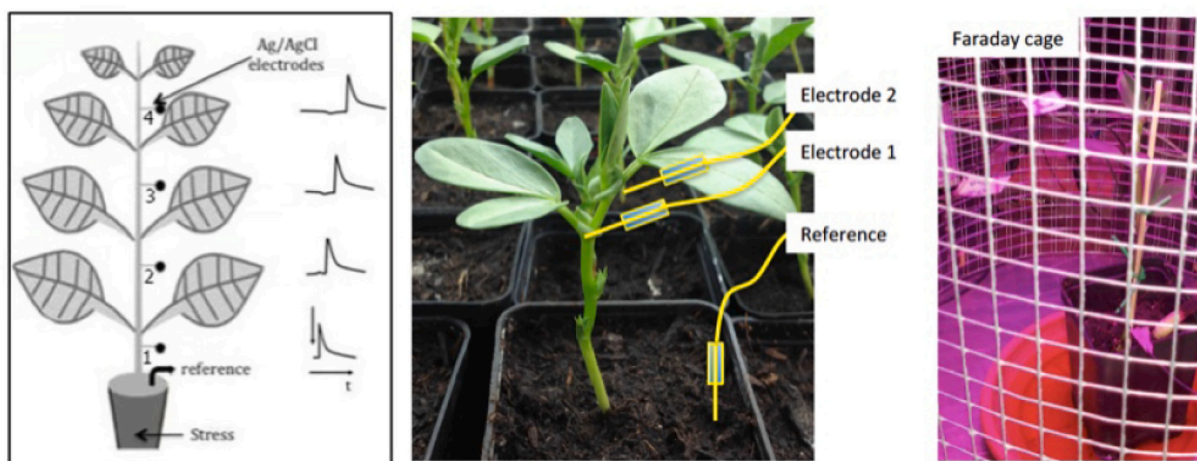 Ag/AgCl
electrodes
4
3
2
1
reference
t
Stress
Electrode 2
Electrode 1
Reference
Faraday cage